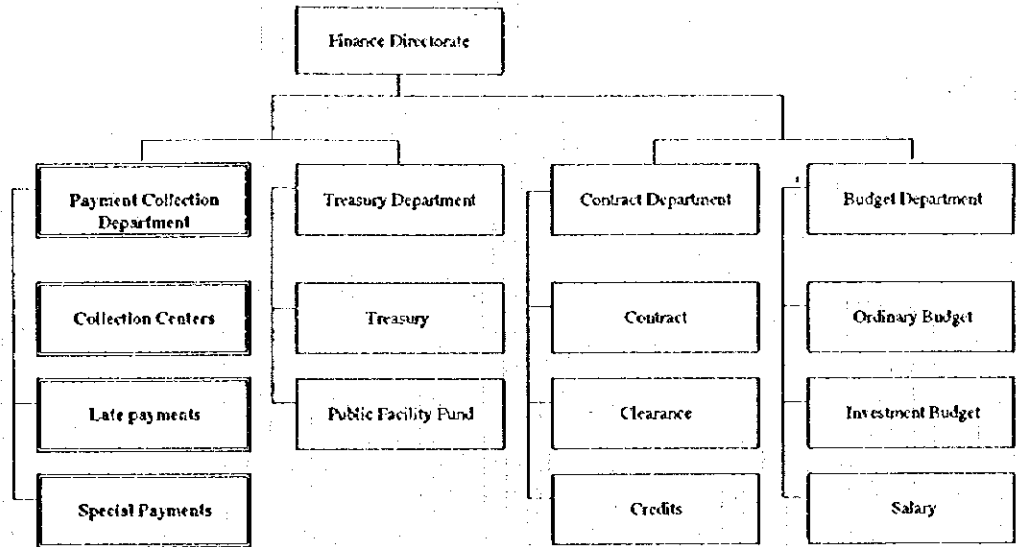 Finance Directorate
Payment Collection
Department
Treasury Department
Contract Department
Budget Department
Collection Centers
Treasury
Contract
Ordinary Budget
Late payments
Public Facility Fund
Clearance
Investment Budget
Special Payments
Credits
Salary